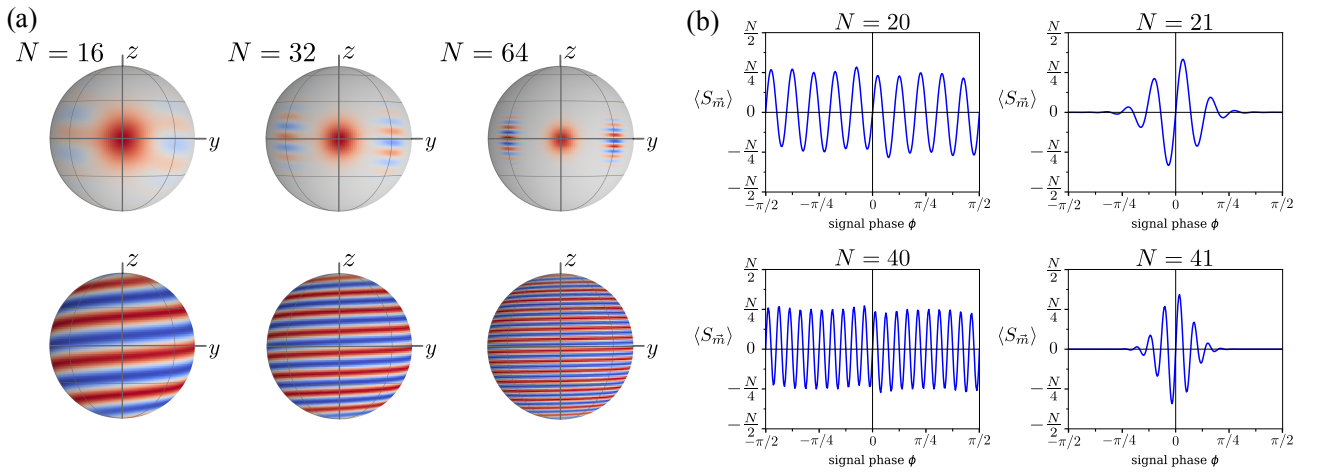 (a)
N = 16
z
y
N = 32
z
y
N = 64
z
y
z
y
z
y
z
y
(b)
N = 20
N/2
N/4
0
−N/4
−N/2
⟨S_m⃗⟩
−π/2
−π/4
0
π/4
π/2
signal phase ϕ
N = 21
N/2
N/4
0
−N/4
−N/2
⟨S_m⃗⟩
−π/2
−π/4
0
π/4
π/2
signal phase ϕ
N = 40
N/2
N/4
0
−N/4
−N/2
⟨S_m⃗⟩
−π/2
−π/4
0
π/4
π/2
signal phase ϕ
N = 41
N/2
N/4
0
−N/4
−N/2
⟨S_m⃗⟩
−π/2
−π/4
0
π/4
π/2
signal phase ϕ